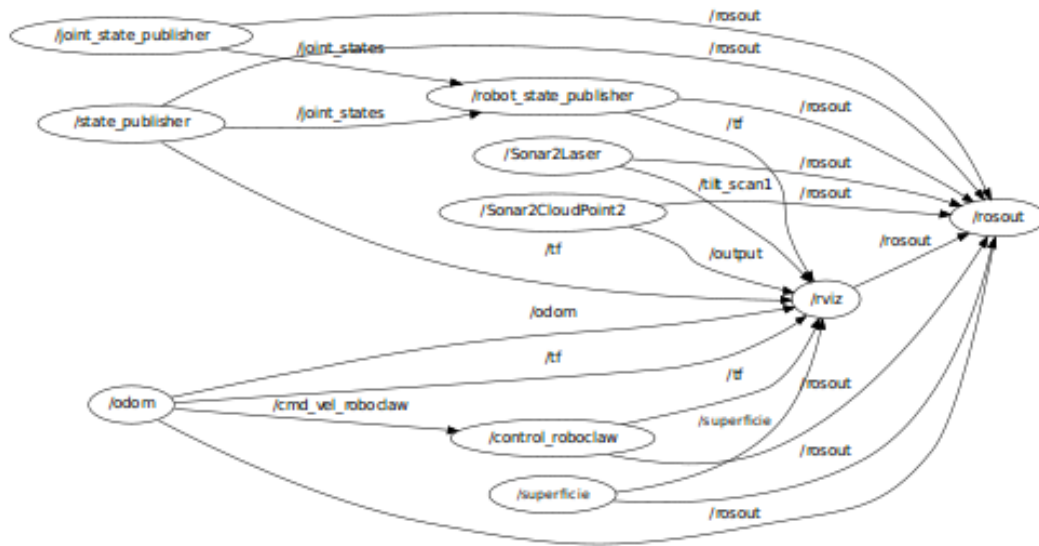 /rosout
/joint_state_publisher
/joint_states
/rosout
/robot_state_publisher
/rosout
/state_publisher
/joint_states
/tf
/Sonar2Laser
/rosout
/tilt_scan1
/rosout
/Sonar2CloudPoint2
/rosout
/rosout
/tf
/output
/rviz
/odom
/tf
/tf
/rosout
/odom
/cmd_vel_roboclaw
/superficie
/control_roboclaw
/rosout
/superficie
/rosout